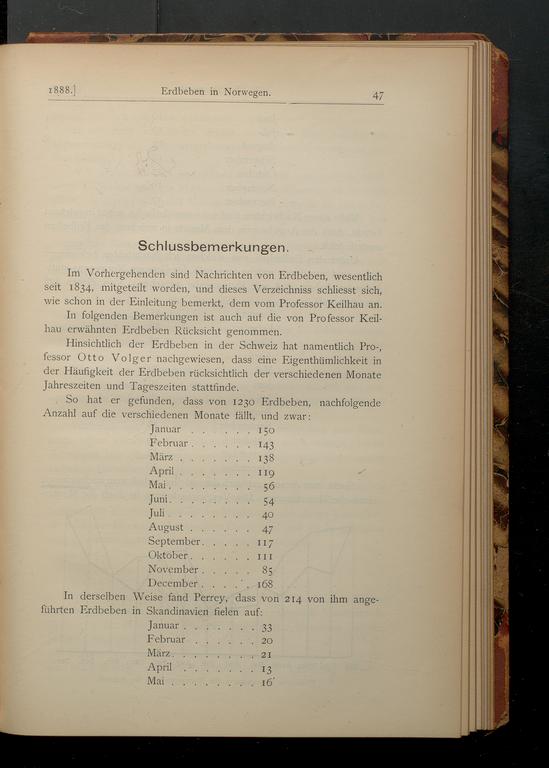 1888.] Erdbeben in Norwegen. 47
Schlussbemerkungen.
Im Vorhergehenden sind Nachrichten von Erdbeben, wesentlich
seit 1834, mitgeteilt worden, und dieses Verzeichniss schliesst sich,
wie schon in der Einleitung bemerkt, dem vom Professor Keilhau an.
In folgenden Bemerkungen ist auch auf die von Professor Keil-
hau erwähnten Erdbeben Rücksicht genommen.
Hinsichtlich der Erdbeben in der Schweiz hat namentlich Pro-
fessor Otto Volger nachgewiesen, dass eine Eigenthümlichkeit in
der Häufigkeit der Erdbeben rücksichtlich der verschiedenen Monate
Jahreszeiten und Tageszeiten stattfinde.
So hat er gefunden, dass von 1230 Erdbeben, nachfolgende
Anzahl auf die verschiedenen Monate fällt, und zwar:
Januar . . . . . . 150
Februar . . . . . . 143
März . . . . . . . 138
April . . . . . . . 119
Mai . . . . . . . . 56
Juni . . . . . . . . 54
Juli . . . . . . . . 40
August . . . . . . 47
September . . . . . 117
Oktober . . . . . . 111
November . . . . . 85
December . . . . . 168
In derselben Weise fand Perrey, dass von 214 von ihm ange-
führten Erdbeben in Skandinavien fielen auf:
Januar . . . . . . . 33
Februar . . . . . . 20
März . . . . . . . . 21
April . . . . . . . 13
Mai . . . . . . . . 16